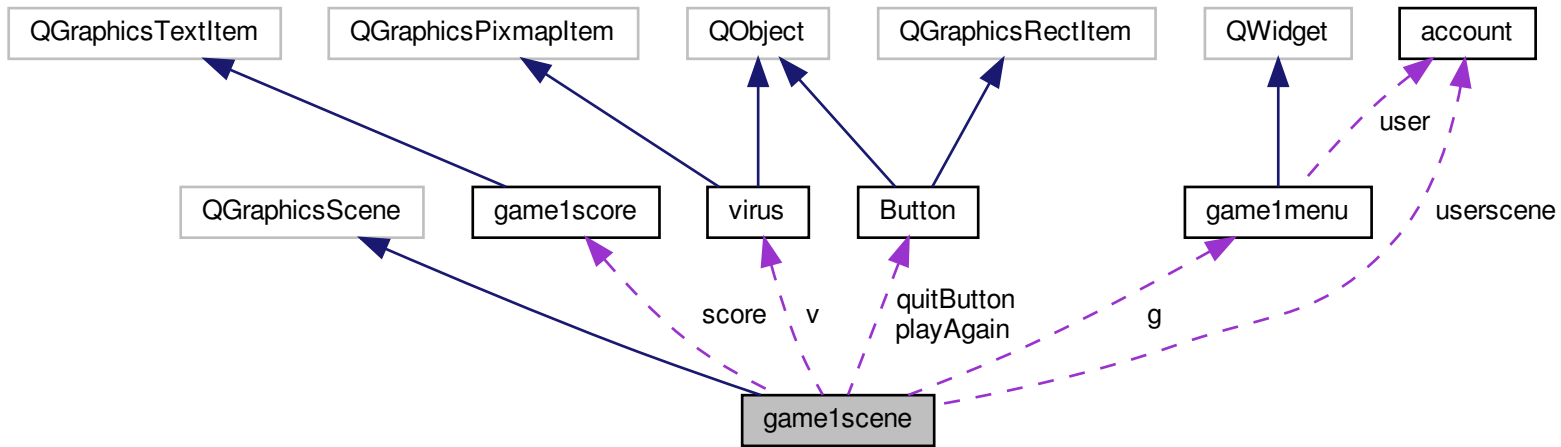 QGraphicsTextItem
QGraphicsPixmapItem
QObject
QGraphicsRectItem
QWidget
account
user
QGraphicsScene
game1score
virus
Button
game1menu
userscene
score
v
quitButton
playAgain
g
game1scene